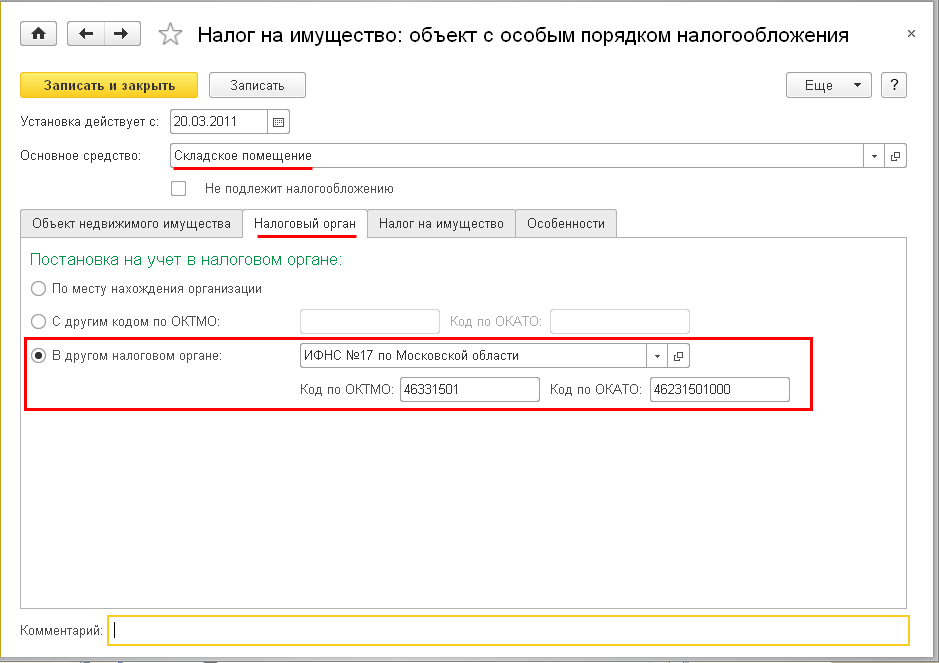 Налог на имущество: объект с особым порядком налогообложения
Записать и закрыть Записать Еще ?
Установка действует с: 20.03.2011
Основное средство: Складское помещение
Не подлежит налогообложению
Объект недвижимого имущества Налоговый орган Налог на имущество Особенности
Постановка на учет в налоговом органе:
По месту нахождения организации
С другим кодом по ОКТМО: Код по ОКАТО:
В другом налоговом органе: ИФНС №17 по Московской области
Код по ОКТМО: 46331501 Код по ОКАТО: 46231501000
Комментарий: